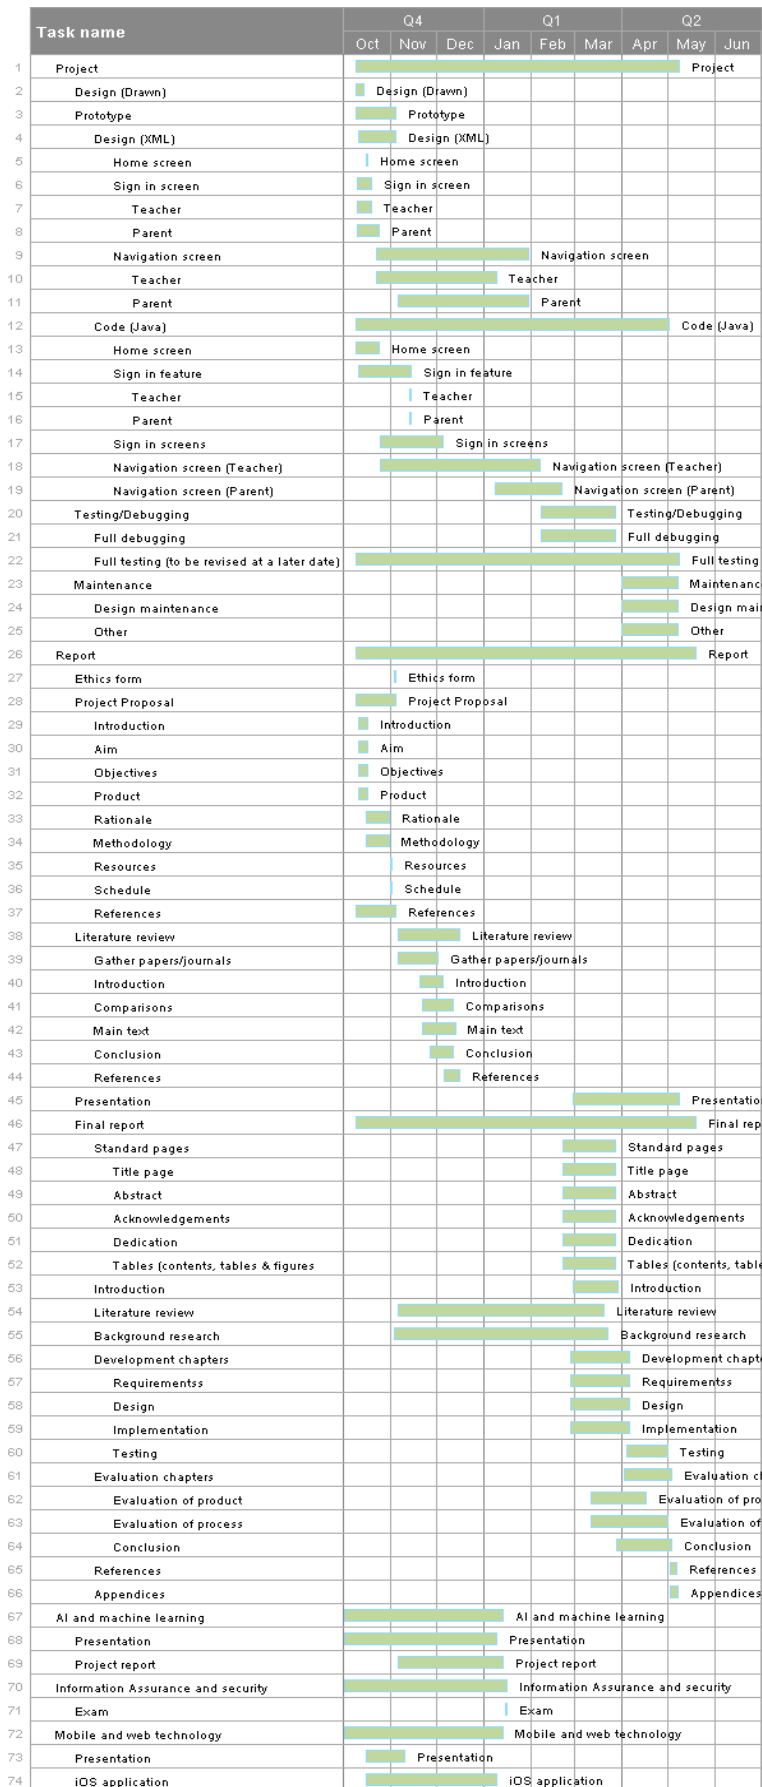 Task name Q4 Q1 Q2
Oct Nov Dec Jan Feb Mar Apr May Jun
1 Project Project
2 Design (Drawn) Design (Drawn)
3 Prototype Prototype
4 Design (XML) Design (XML)
5 Home screen Home screen
6 Sign in screen Sign in screen
7 Teacher Teacher
8 Parent Parent
9 Navigation screen Navigation screen
10 Teacher Teacher
11 Parent Parent
12 Code (Java) Code (Java)
13 Home screen Home screen
14 Sign in feature Sign in feature
15 Teacher Teacher
16 Parent Parent
17 Sign in screens Sign in screens
18 Navigation screen (Teacher) Navigation screen (Teacher)
19 Navigation screen (Parent) Navigation screen (Parent)
20 Testing/Debugging Testing/Debugging
21 Full debugging Full debugging
22 Full testing (to be revised at a later date) Full testing
23 Maintenance Maintenanc
24 Design maintenance Design mai
25 Other Other
26 Report Report
27 Ethics form Ethics form
28 Project Proposal Project Proposal
29 Introduction Introduction
30 Aim Aim
31 Objectives Objectives
32 Product Product
33 Rationale Rationale
34 Methodology Methodology
35 Resources Resources
36 Schedule Schedule
37 References References
38 Literature review Literature review
39 Gather papers/journals Gather papers/journals
40 Introduction Introduction
41 Comparisons Comparisons
42 Main text Main text
43 Conclusion Conclusion
44 References References
45 Presentation Presentatio
46 Final report Final rep
47 Standard pages Standard pages
48 Title page Title page
49 Abstract Abstract
50 Acknowledgements Acknowledgements
51 Dedication Dedication
52 Tables (contents, tables & figures Tables (contents, table
53 Introduction Introduction
54 Literature review Literature review
55 Background research Background research
56 Development chapters Development chapt
57 Requirementss Requirementss
58 Design Design
59 Implementation Implementation
60 Testing Testing
61 Evaluation chapters Evaluation cl
62 Evaluation of product Evaluation of pro
63 Evaluation of process Evaluation of
64 Conclusion Conclusion
65 References References
66 Appendices Appendices
67 AI and machine learning AI and machine learning
68 Presentation Presentation
69 Project report Project report
70 Information Assurance and security Information Assurance and security
71 Exam Exam
72 Mobile and web technology Mobile and web technology
73 Presentation Presentation
74 iOS application iOS application